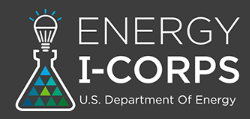 ENERGY
I-CORPS
U.S. Department Of Energy